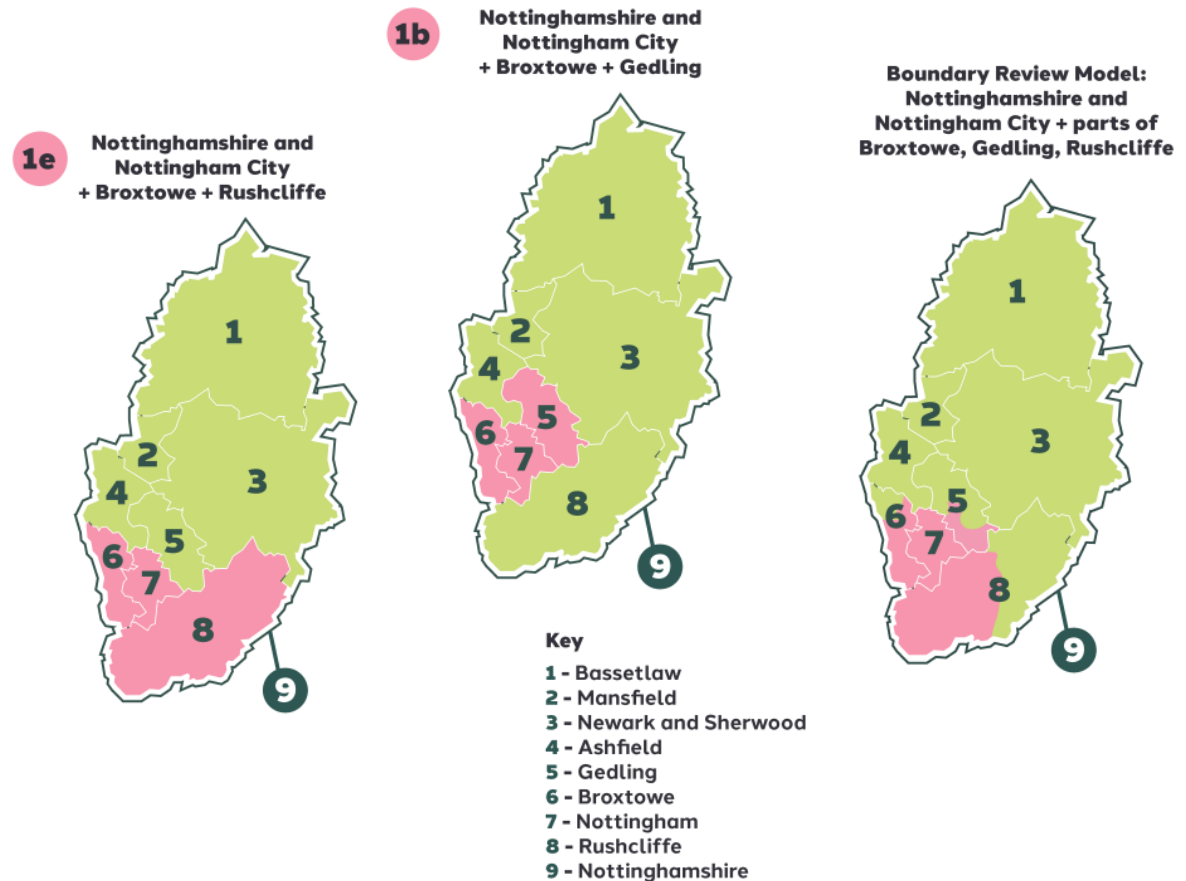 1e
Nottinghamshire and
Nottingham City
+ Broxtowe + Rushcliffe
1
2
3
4
5
6
7
8
9
1b
Nottinghamshire and
Nottingham City
+ Broxtowe + Gedling
1
2
3
4
5
6
7
8
9
Boundary Review Model:
Nottinghamshire and
Nottingham City + parts of
Broxtowe, Gedling, Rushcliffe
1
2
3
4
5
6
7
8
9
Key
1 - Bassetlaw
2 - Mansfield
3 - Newark and Sherwood
4 - Ashfield
5 - Gedling
6 - Broxtowe
7 - Nottingham
8 - Rushcliffe
9 - Nottinghamshire